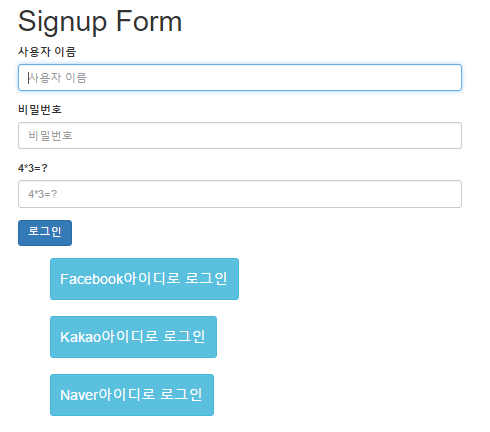 Signup Form
사용자 이름
사용자 이름
비밀번호
비밀번호
4*3=?
4*3=?
로그인
Facebook아이디로 로그인
Kakao아이디로 로그인
Naver아이디로 로그인